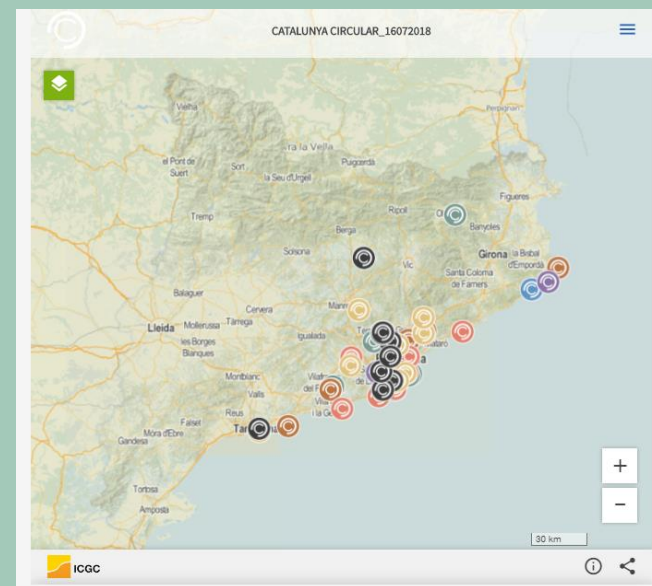 CATALUNYA CIRCULAR_16072018
Vielha
Perpignan
el Pont de
Suert
Sort
ra la Vella
Puigcerdà
la Seu d'Urgell
Figueres
Tremp
Ripoll
Berga
Banyoles
Solsona
Vic
Girona
la Bisbal
d'Empordà
Santa Coloma
de Farners
Balaguer
Cervera
Lleida
Mollerussa
Tàrrega
Igualada
les Borges
Blanques
Montblanc
Valls
Reus
Falset
Móra d'Ebre
Gandesa
Tortosa
Amposta
+
−
30 km
ICGC